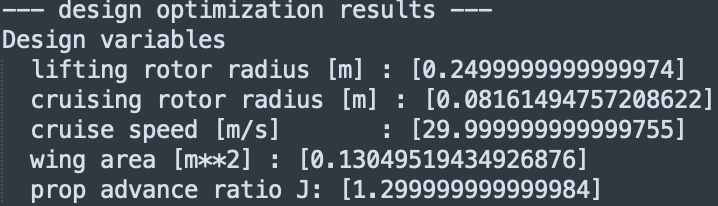 --- design optimization results ---
Design variables
lifting rotor radius [m] : [0.2499999999999974]
cruising rotor radius [m] : [0.08161494757208622]
cruise speed [m/s] : [29.999999999999755]
wing area [m**2] : [0.13049519434926876]
prop advance ratio J: [1.299999999999984]